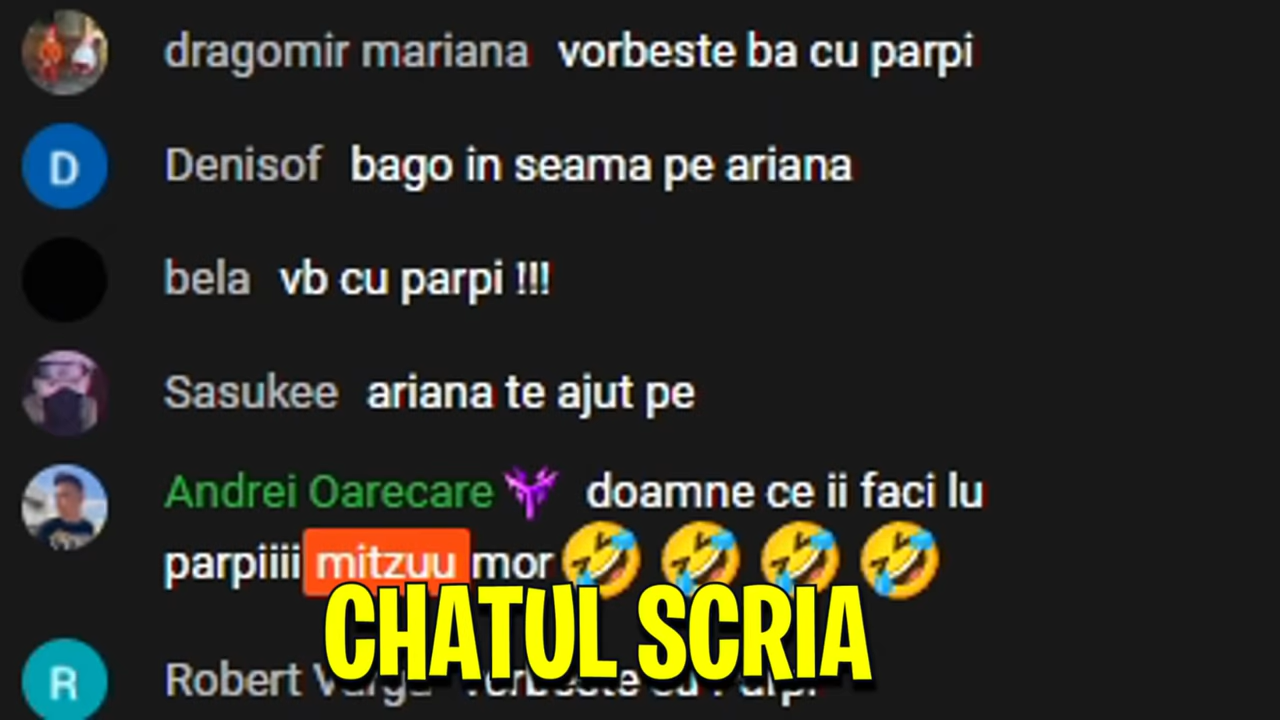 dragomir mariana vorbeste ba cu parpi
D Denisof bago in seama pe ariana
bela vb cu parpi !!!
Sasukee ariana te ajut pe
Andrei Oarecare doamne ce ii faci lu
parpiiii mitzuu mor🤣🤣🤣🤣
CHATUL SCRIA
R Robert